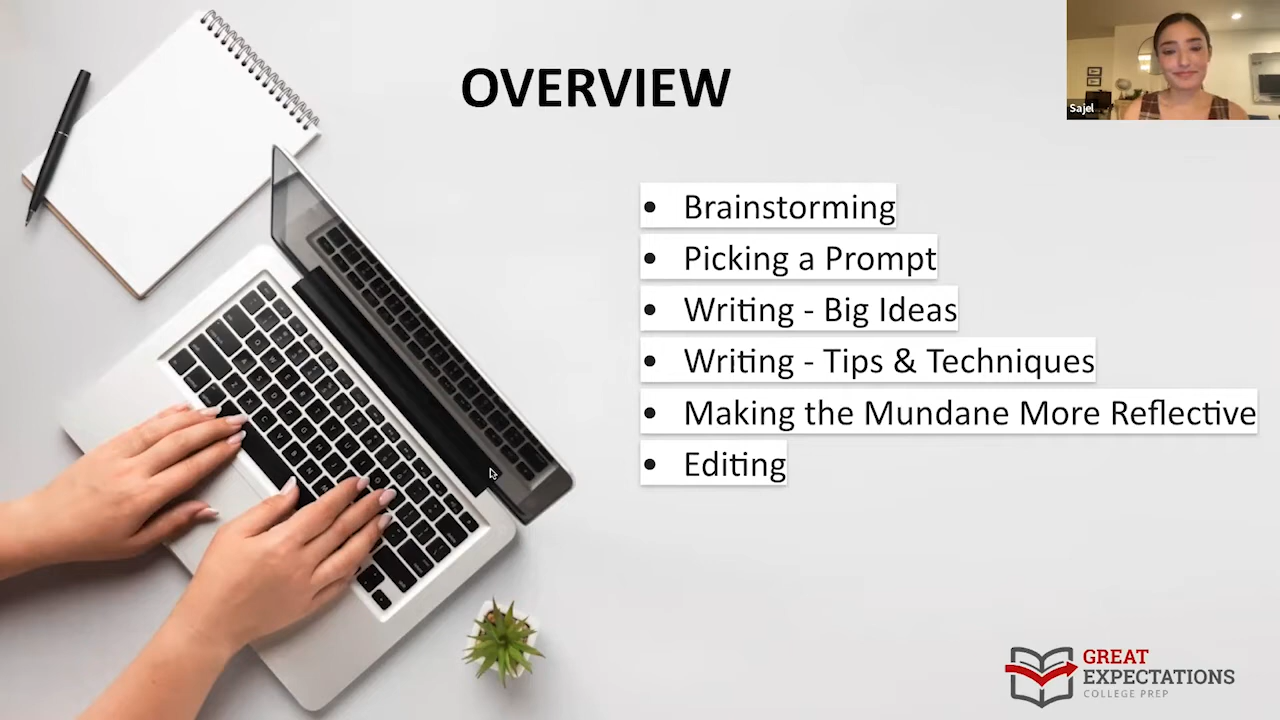 OVERVIEW
Sajel
• Brainstorming
• Picking a Prompt
• Writing - Big Ideas
• Writing - Tips & Techniques
• Making the Mundane More Reflective
• Editing
GREAT
EXPECTATIONS
COLLEGE PREP